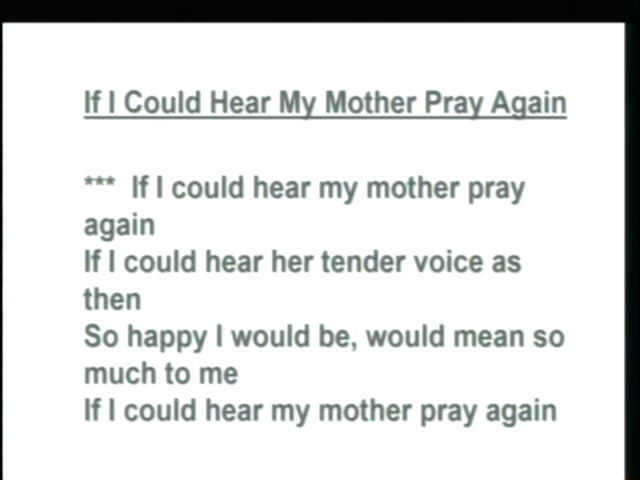 If I Could Hear My Mother Pray Again
*** If I could hear my mother pray
again
If I could hear her tender voice as
then
So happy I would be, would mean so
much to me
If I could hear my mother pray again